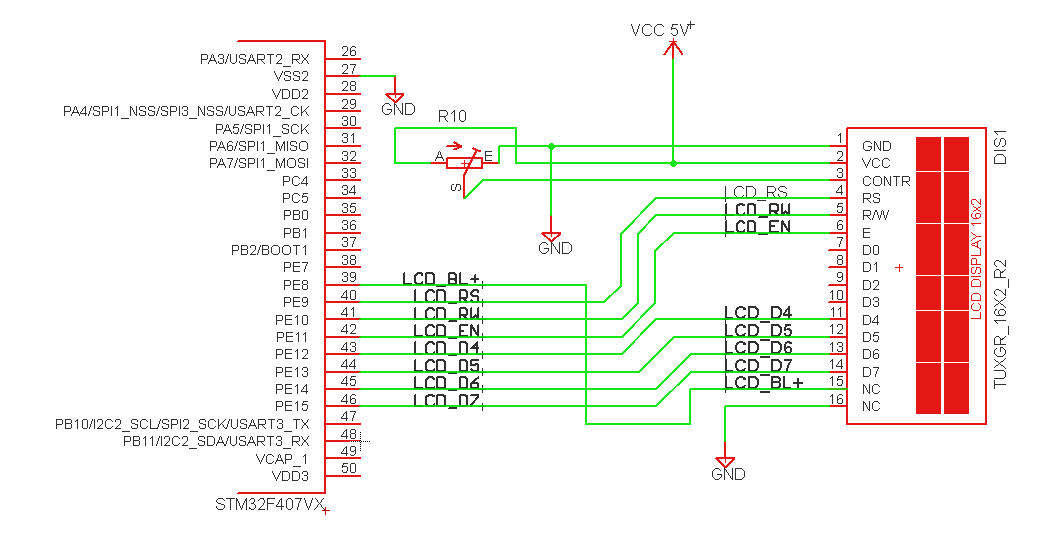 VCC 5V
PA3/USART2_RX 26
VSS2 27
VDD2 28
GND
PA4/SPI1_NSS/SPI3_NSS/USART2_CK 29
PA5/SPI1_SCK 30
PA6/SPI1_MISO 31
PA7/SPI1_MOSI 32
PC4 33
PC5 34
PB0 35
PB1 36
PB2/BOOT1 37
PE7 38
PE8 39 LCD_BL+
PE9 40 LCD_RS
PE10 41 LCD_RW
PE11 42 LCD_EN
PE12 43 LCD_D4
PE13 44 LCD_D5
PE14 45 LCD_D6
PE15 46 LCD_D7
PB10/I2C2_SCL/SPI2_SCK/USART3_TX 47
PB11/I2C2_SDA/USART3_RX 48
VCAP_1 49
VDD3 50
STM32F407VX
R10
A E
S
GND
1 GND
2 VCC
3 CONTR
LCD_RS 4 RS
LCD_RW 5 R/W
LCD_EN 6 E
7 D0
8 D1
9 D2
10 D3
LCD_D4 11 D4
LCD_D5 12 D5
LCD_D6 13 D6
LCD_D7 14 D7
LCD_BL+ 15 NC
16 NC
GND
LCD DISPLAY 16x2
DIS1
TUXGR_16X2_R2